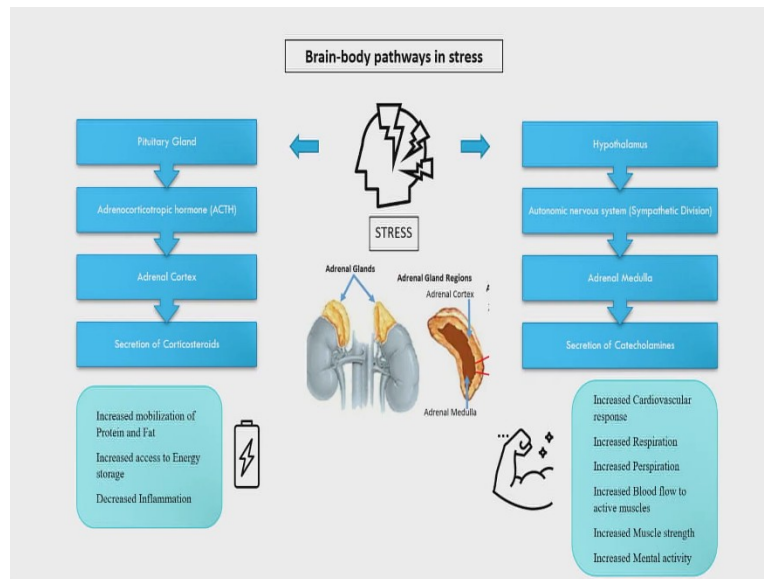 Brain-body pathways in stress
Pituitary Gland
Adrenocorticotropic hormone (ACTH)
Adrenal Cortex
Secretion of Corticosteroids
Increased mobilization of
Protein and Fat
Increased access to Energy
storage
Decreased Inflammation
STRESS
Adrenal Glands
Adrenal Gland Regions
Adrenal Cortex
Adrenal Medulla
Hypothalamus
Autonomic nervous system (Sympathetic Division)
Adrenal Medulla
Secretion of Catecholamines
Increased Cardiovascular
response
Increased Respiration
Increased Perspiration
Increased Blood flow to
active muscles
Increased Muscle strength
Increased Mental activity